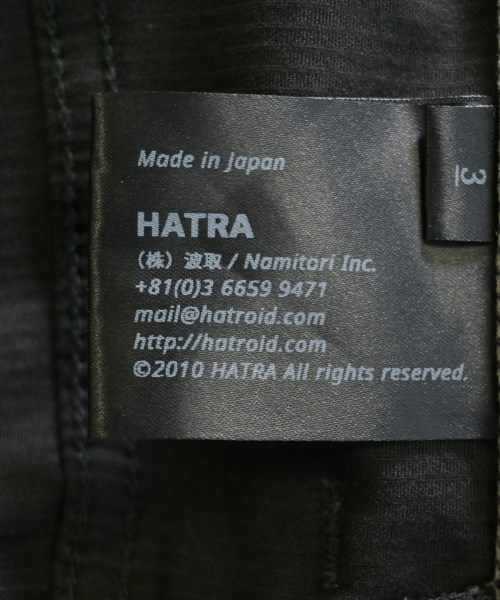 Made in Japan
3
HATRA
（株）波取 / Namitori Inc.
+81(0)3 6659 9471
mail@hatroid.com
http://hatroid.com
©2010 HATRA All rights reserved.